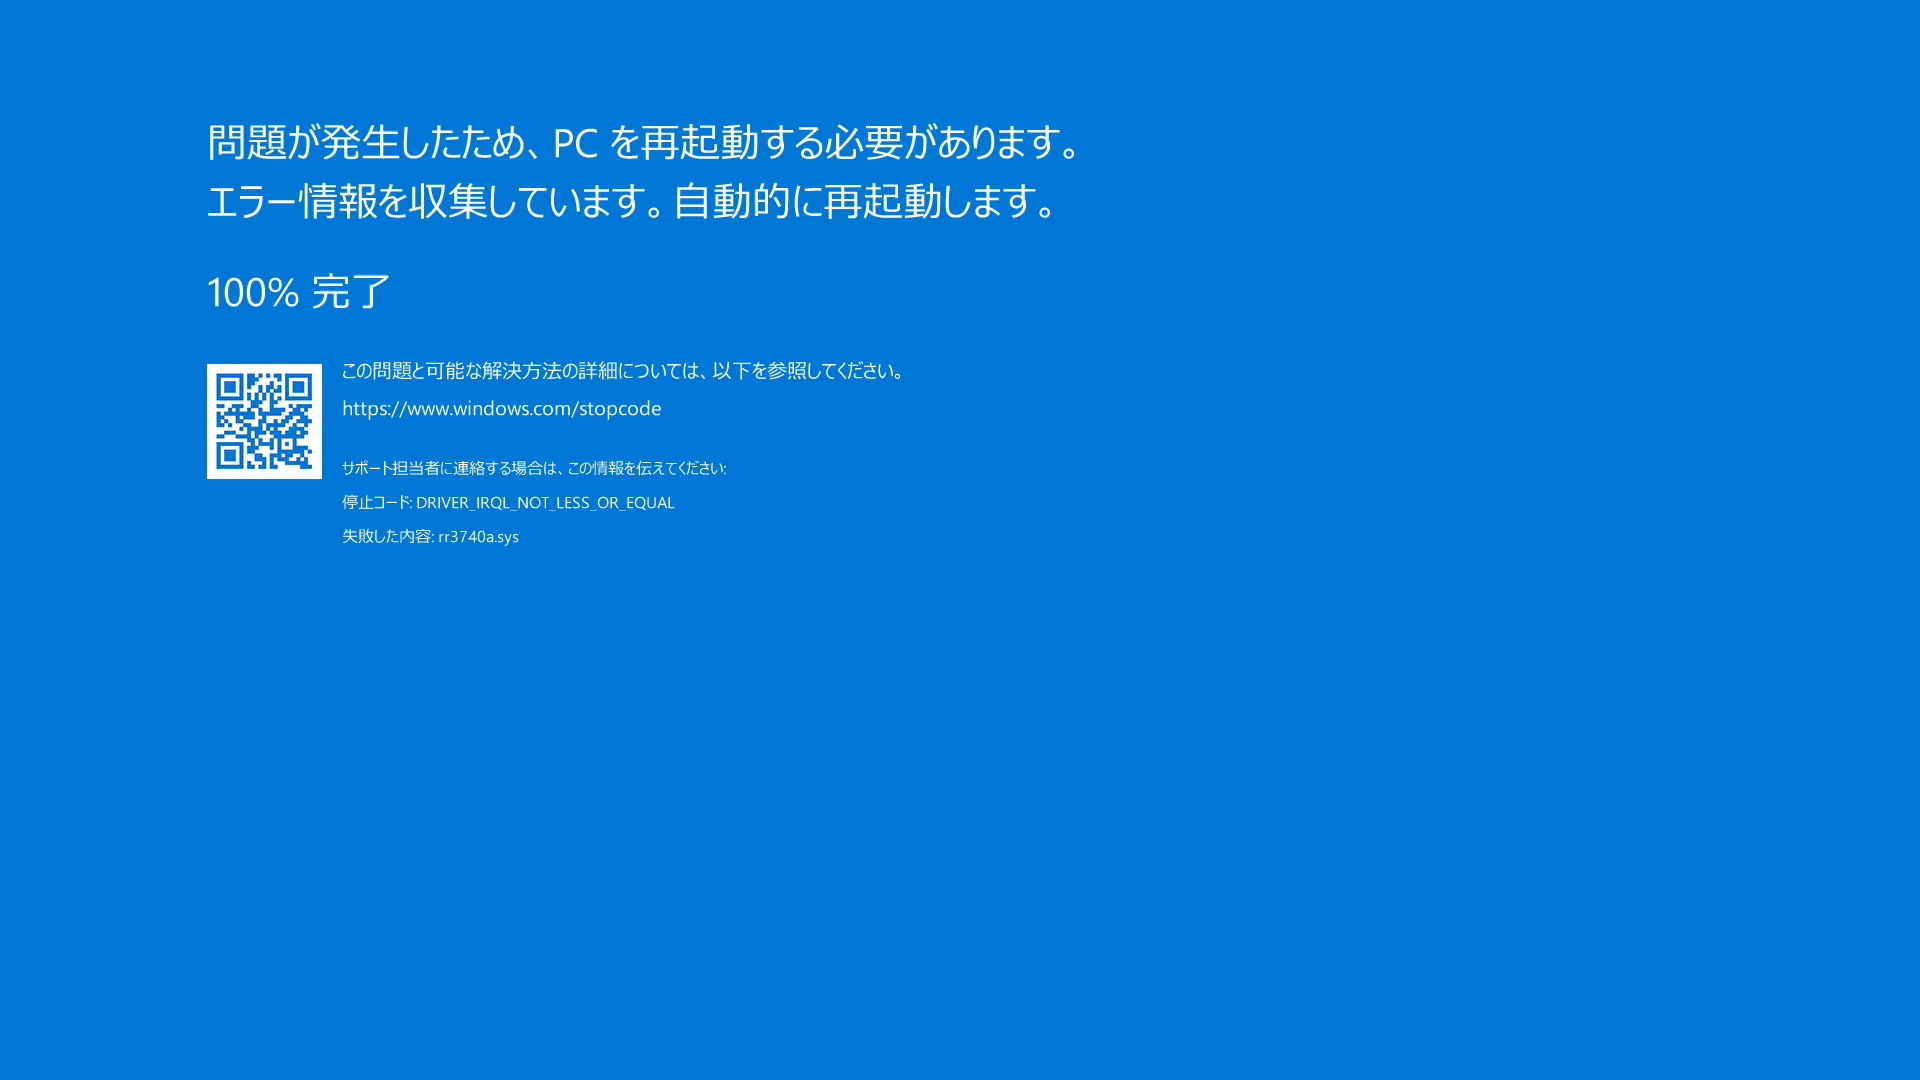 問題が発生したため、PC を再起動する必要があります。
エラー情報を収集しています。自動的に再起動します。
100% 完了
この問題と可能な解決方法の詳細については、以下を参照してください。
https://www.windows.com/stopcode
サポート担当者に連絡する場合は、この情報を伝えてください:
停止コード: DRIVER_IRQL_NOT_LESS_OR_EQUAL
失敗した内容: rr3740a.sys